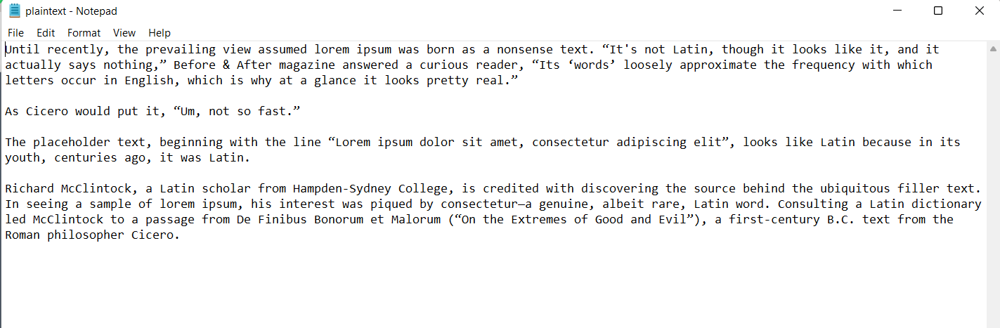 plaintext - Notepad
File Edit Format View Help
Until recently, the prevailing view assumed lorem ipsum was born as a nonsense text. “It's not Latin, though it looks like it, and it
actually says nothing,” Before & After magazine answered a curious reader, “Its ‘words’ loosely approximate the frequency with which
letters occur in English, which is why at a glance it looks pretty real.”
As Cicero would put it, “Um, not so fast.”
The placeholder text, beginning with the line “Lorem ipsum dolor sit amet, consectetur adipiscing elit”, looks like Latin because in its
youth, centuries ago, it was Latin.
Richard McClintock, a Latin scholar from Hampden-Sydney College, is credited with discovering the source behind the ubiquitous filler text.
In seeing a sample of lorem ipsum, his interest was piqued by consectetur—a genuine, albeit rare, Latin word. Consulting a Latin dictionary
led McClintock to a passage from De Finibus Bonorum et Malorum (“On the Extremes of Good and Evil”), a first-century B.C. text from the
Roman philosopher Cicero.